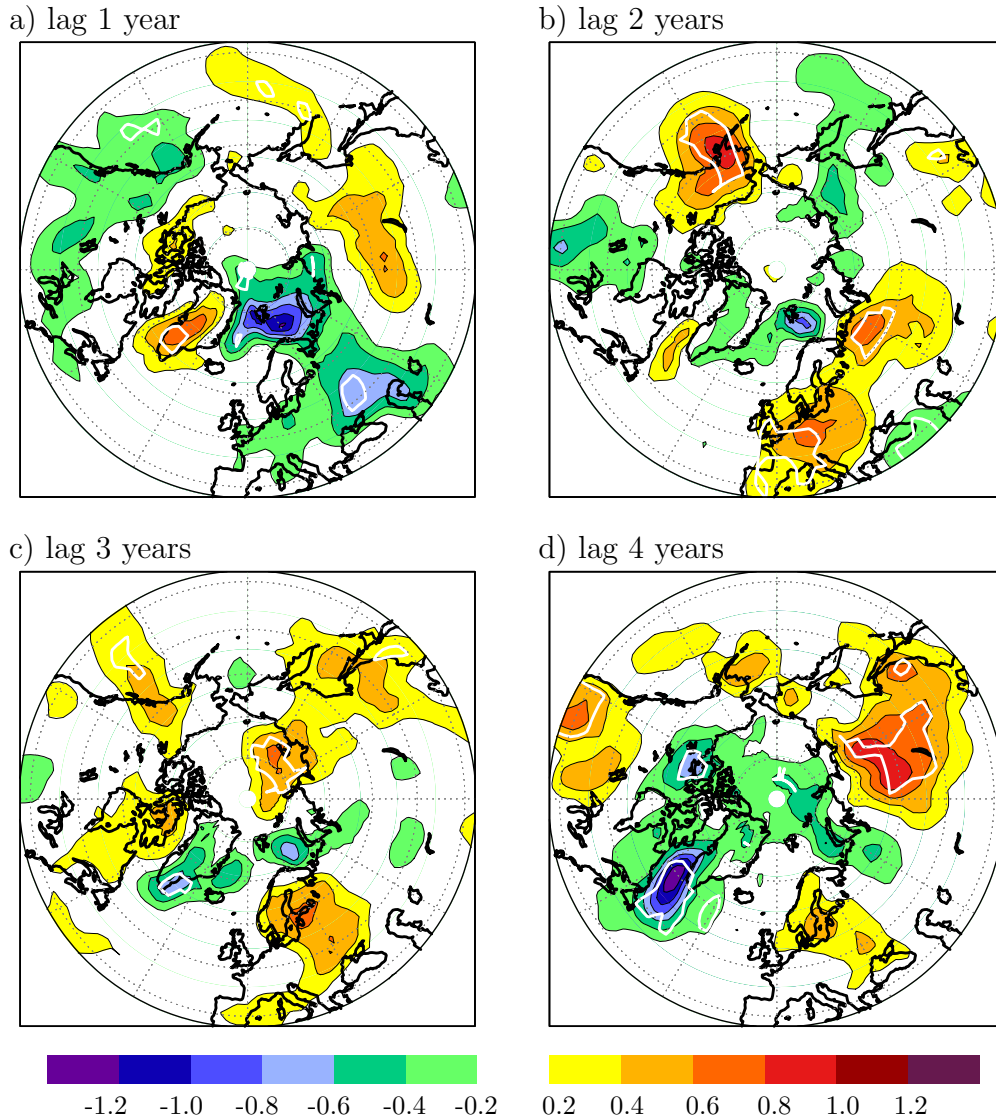 a) lag 1 year
b) lag 2 years
c) lag 3 years
d) lag 4 years
-1.2 -1.0 -0.8 -0.6 -0.4 -0.2
0.2 0.4 0.6 0.8 1.0 1.2